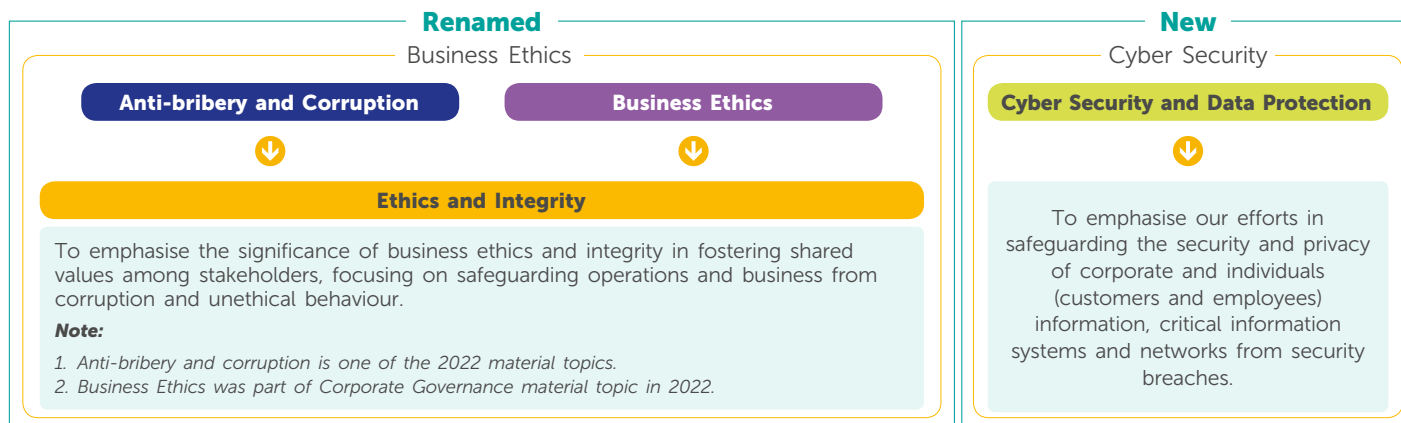 Renamed
Business Ethics
Anti-bribery and Corruption
Business Ethics
Ethics and Integrity
To emphasise the significance of business ethics and integrity in fostering shared
values among stakeholders, focusing on safeguarding operations and business from
corruption and unethical behaviour.
Note:
1. Anti-bribery and corruption is one of the 2022 material topics.
2. Business Ethics was part of Corporate Governance material topic in 2022.
New
Cyber Security
Cyber Security and Data Protection
To emphasise our efforts in
safeguarding the security and privacy
of corporate and individuals
(customers and employees)
information, critical information
systems and networks from security
breaches.